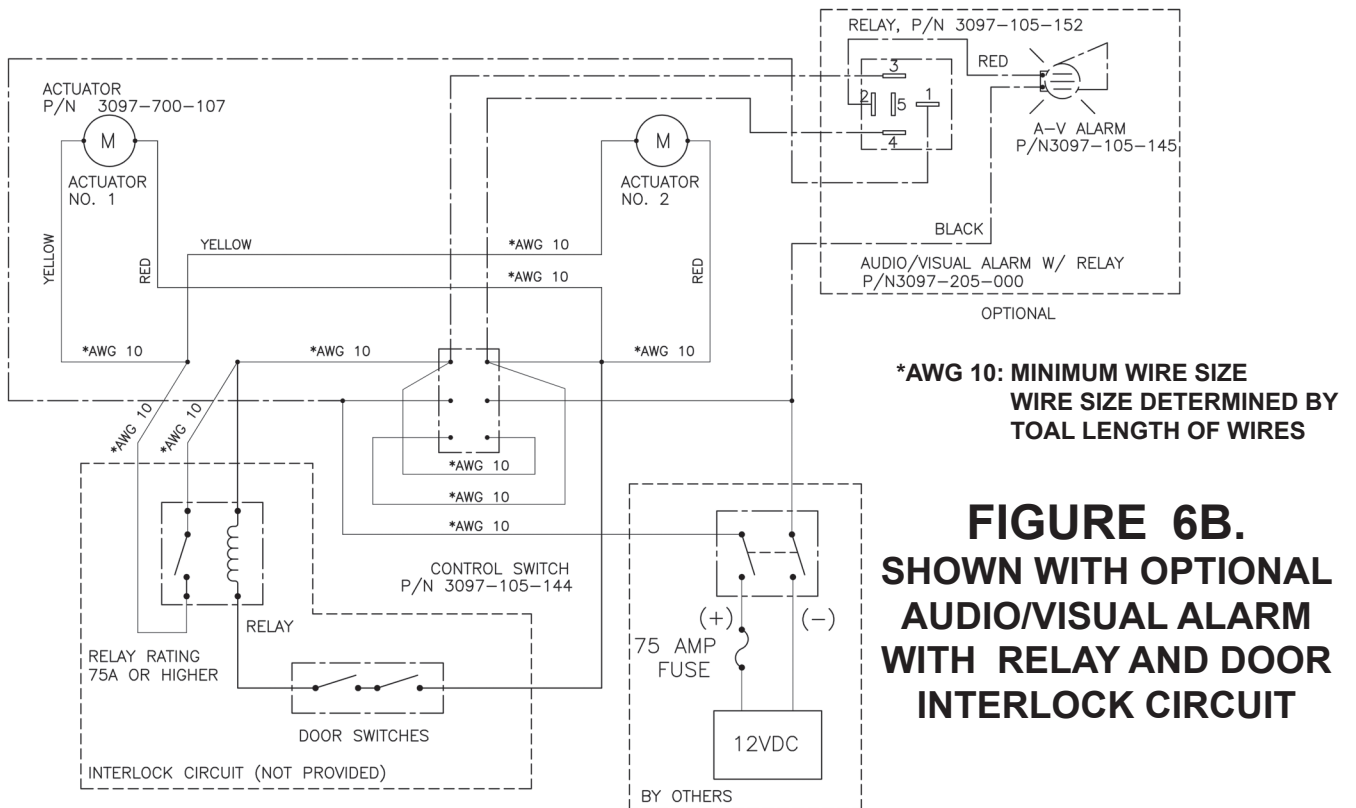 RELAY, P/N 3097-105-152
RED
3
2
5
1
4
A-V ALARM
P/N3097-105-145
BLACK
AUDIO/VISUAL ALARM W/ RELAY
P/N3097-205-000
OPTIONAL
ACTUATOR
P/N 3097-700-107
M
ACTUATOR
NO. 1
M
ACTUATOR
NO. 2
YELLOW
RED
YELLOW
*AWG 10
*AWG 10
RED
*AWG 10
*AWG 10
*AWG 10
*AWG 10
*AWG 10
*AWG 10
*AWG 10
*AWG 10
*AWG 10: MINIMUM WIRE SIZE
WIRE SIZE DETERMINED BY
TOAL LENGTH OF WIRES
CONTROL SWITCH
P/N 3097-105-144
RELAY
RELAY RATING
75A OR HIGHER
DOOR SWITCHES
INTERLOCK CIRCUIT (NOT PROVIDED)
(+)
(-)
75 AMP
FUSE
12VDC
BY OTHERS
FIGURE 6B.
SHOWN WITH OPTIONAL
AUDIO/VISUAL ALARM
WITH RELAY AND DOOR
INTERLOCK CIRCUIT